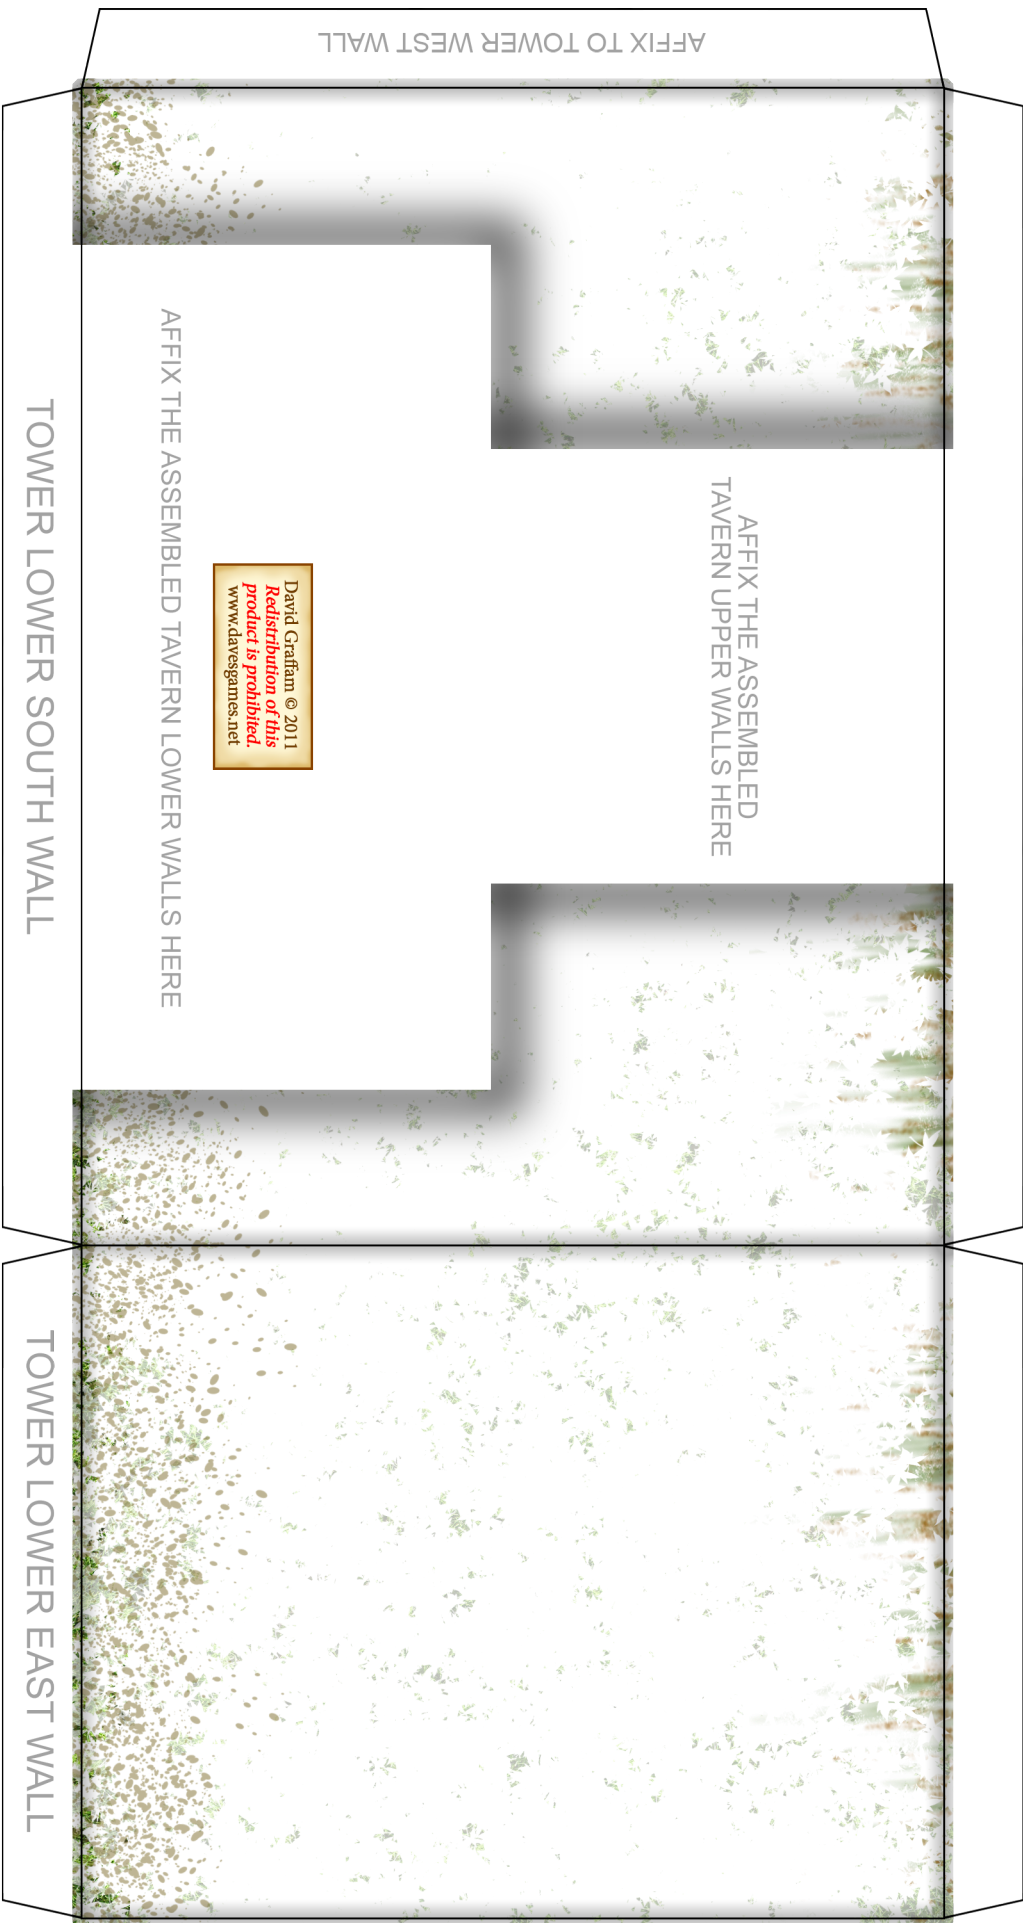 AFFIX TO TOWER WEST WALL
TOWER LOWER SOUTH WALL
AFFIX THE ASSEMBLED TAVERN LOWER WALLS HERE
David Graffam © 2011
Redistribution of this
product is prohibited.
www.davesgames.net
AFFIX THE ASSEMBLED
TAVERN UPPER WALLS HERE
TOWER LOWER EAST WALL